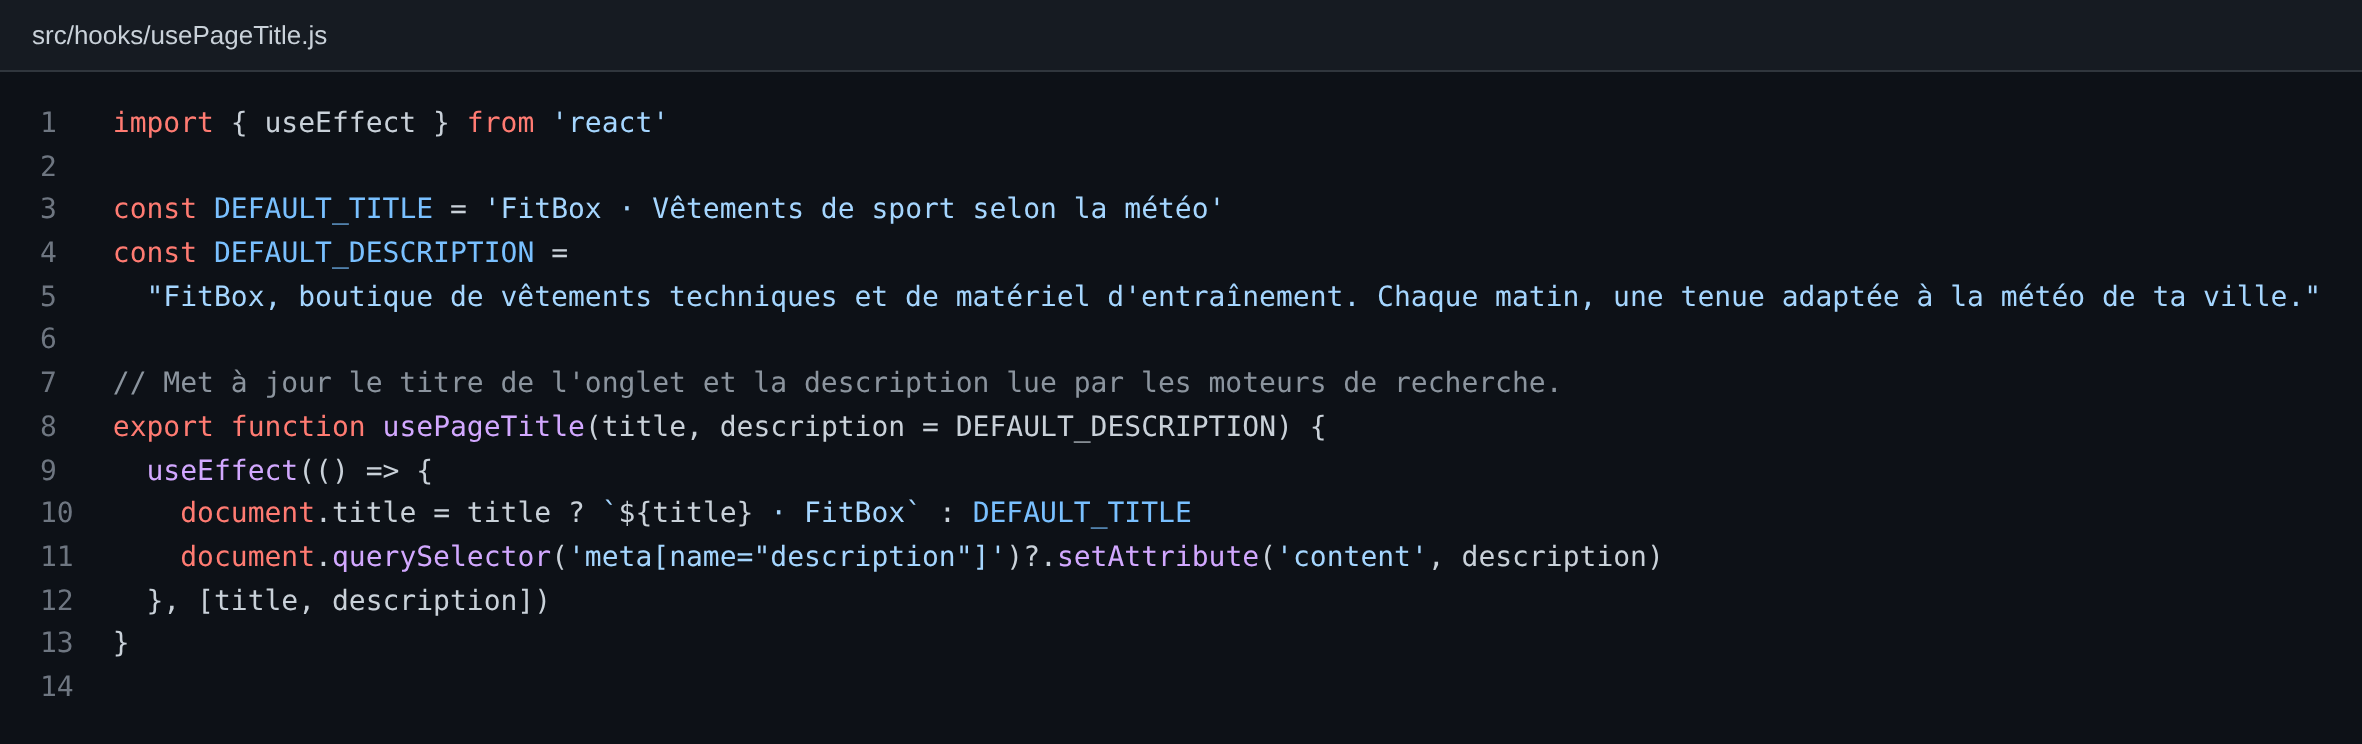 src/hooks/usePageTitle.js
1 import { useEffect } from 'react'
2
3 const DEFAULT_TITLE = 'FitBox · Vêtements de sport selon la météo'
4 const DEFAULT_DESCRIPTION =
5   "FitBox, boutique de vêtements techniques et de matériel d'entraînement. Chaque matin, une tenue adaptée à la météo de ta ville."
6
7 // Met à jour le titre de l'onglet et la description lue par les moteurs de recherche.
8 export function usePageTitle(title, description = DEFAULT_DESCRIPTION) {
9   useEffect(() => {
10     document.title = title ? `${title} · FitBox` : DEFAULT_TITLE
11     document.querySelector('meta[name="description"]')?.setAttribute('content', description)
12   }, [title, description])
13 }
14